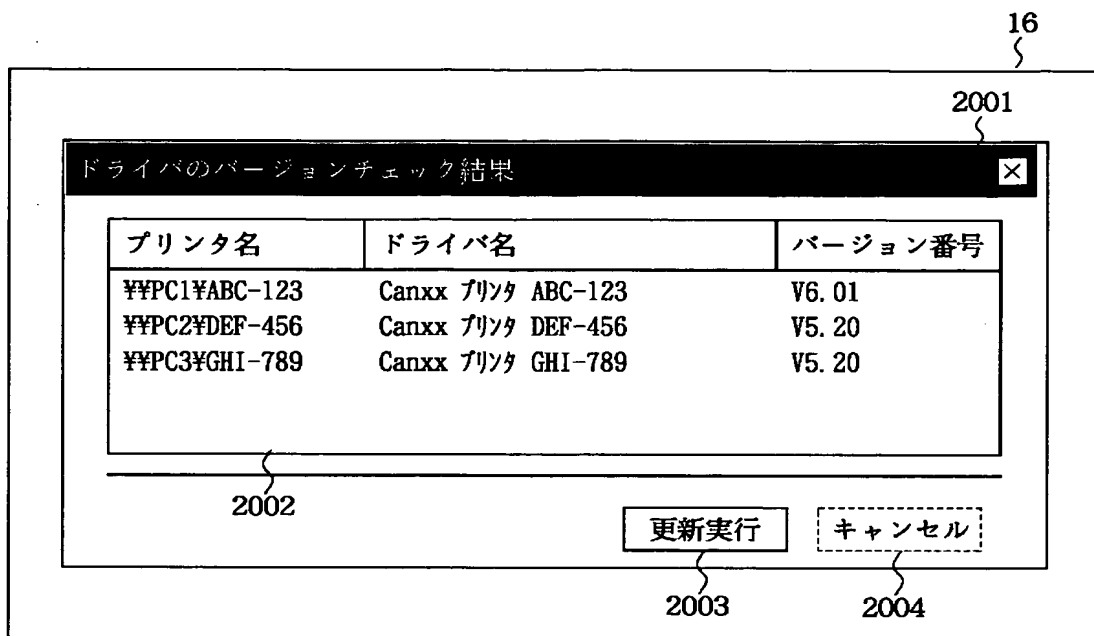 16
2001
ドライバのバージョンチェック結果 ×
プリンタ名 ドライバ名 バージョン番号
¥¥PC1¥ABC-123 Canxx プリンタ ABC-123 V6.01
¥¥PC2¥DEF-456 Canxx プリンタ DEF-456 V5.20
¥¥PC3¥GHI-789 Canxx プリンタ GHI-789 V5.20
2002
更新実行 キャンセル
2003 2004